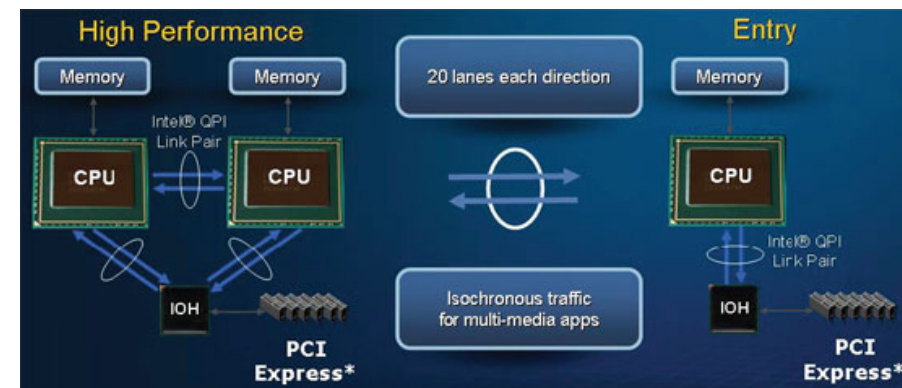 High Performance
Memory
Memory
Intel® QPI
Link Pair
CPU
CPU
IOH
PCI
Express*
20 lanes each direction
Isochronous traffic
for multi-media apps
Entry
Memory
CPU
Intel® QPI
Link Pair
IOH
PCI
Express*